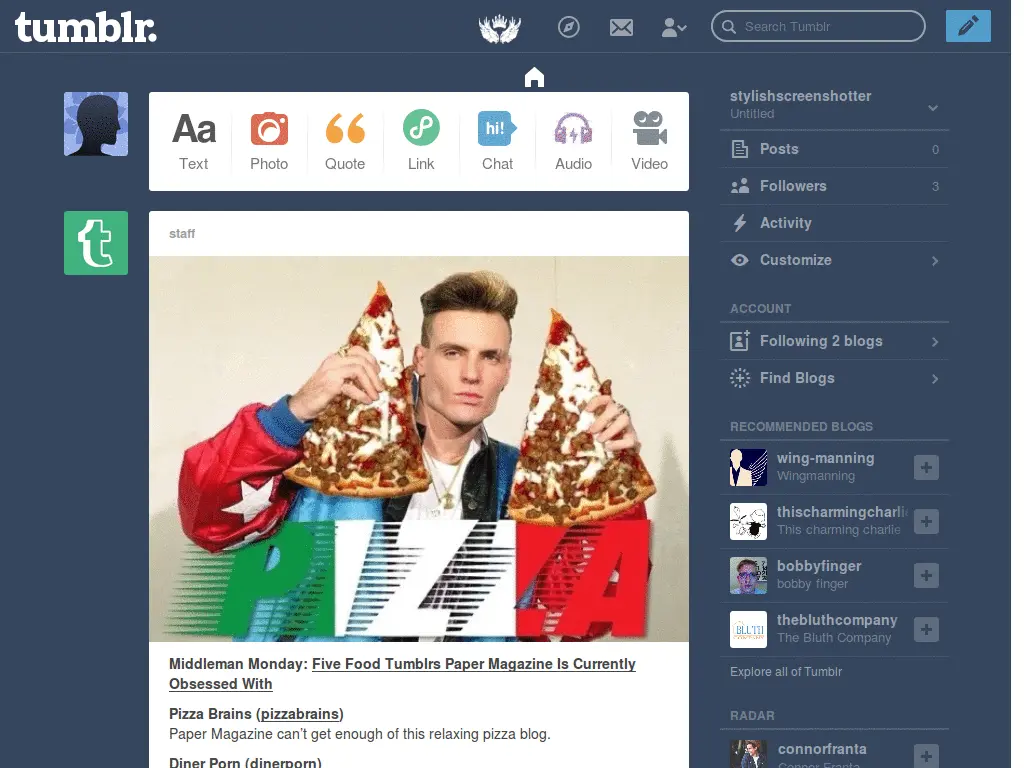 tumblr.
Search Tumblr
Aa
hi!
Text
Photo
Quote
Link
Chat
Audio
Video
t
staff
PIZZA
Middleman Monday: Five Food Tumblrs Paper Magazine Is Currently
Obsessed With
Pizza Brains (pizzabrains)
Paper Magazine can’t get enough of this relaxing pizza blog.
Diner Porn (dinerporn)
stylishscreenshotter
Untitled
Posts 0
Followers 3
Activity
Customize
ACCOUNT
Following 2 blogs
Find Blogs
RECOMMENDED BLOGS
wing-manning
Wingmanning
thischarmingcharli
This charming charlie
bobbyfinger
bobby finger
BLUTH
thebluthcompany
The Bluth Company
Explore all of Tumblr
RADAR
connorfranta
Connor Franta